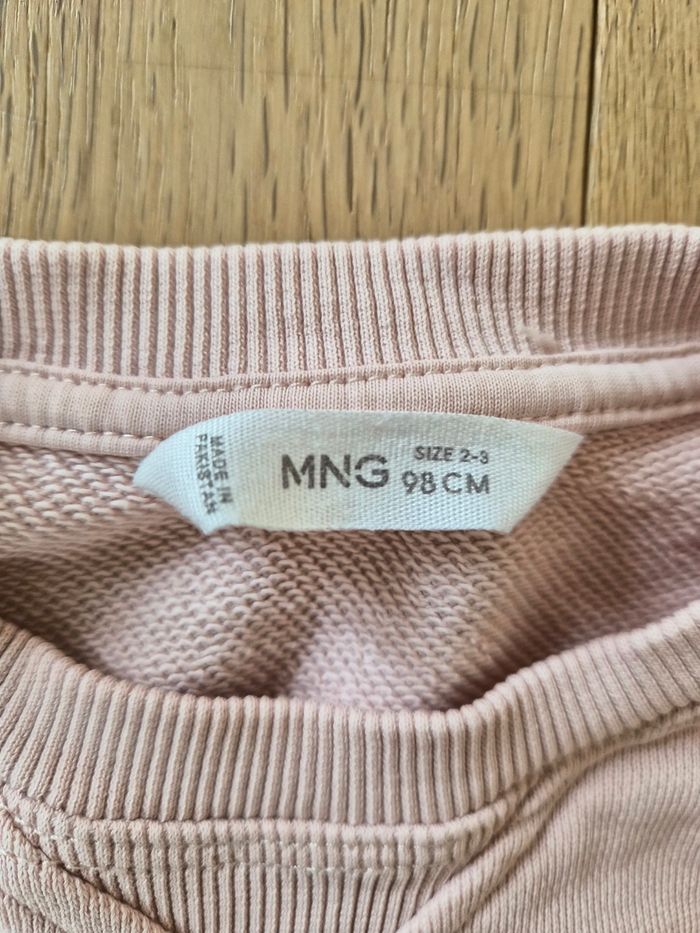 MADE IN
PAKISTAN
MNG
SIZE 2-3
98 CM